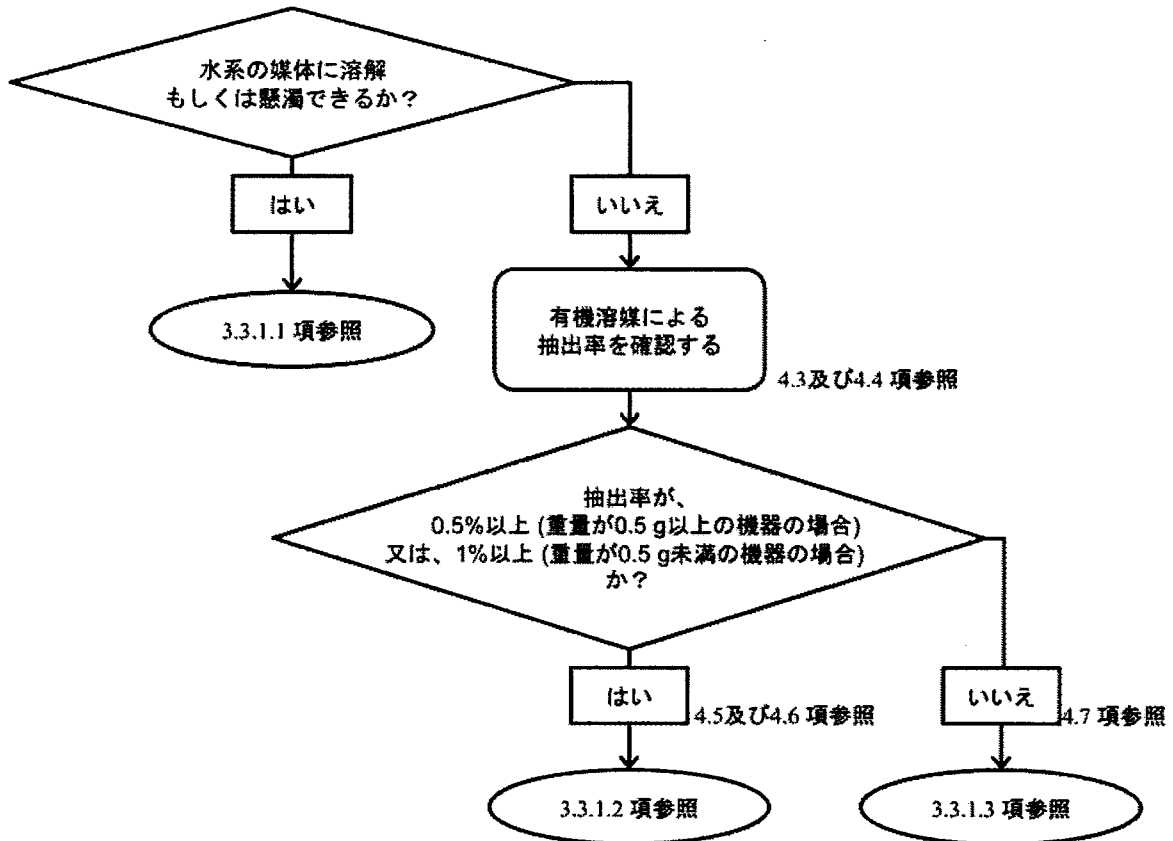 水系の媒体に溶解
もしくは懸濁できるか？
はい
いいえ
3.3.1.1 項参照
有機溶媒による
抽出率を確認する
4.3及び4.4 項参照
抽出率が、
0.5%以上 (重量が0.5 g以上の機器の場合)
又は、1%以上 (重量が0.5 g未満の機器の場合)
か？
はい
4.5及び4.6 項参照
いいえ
4.7 項参照
3.3.1.2 項参照
3.3.1.3 項参照